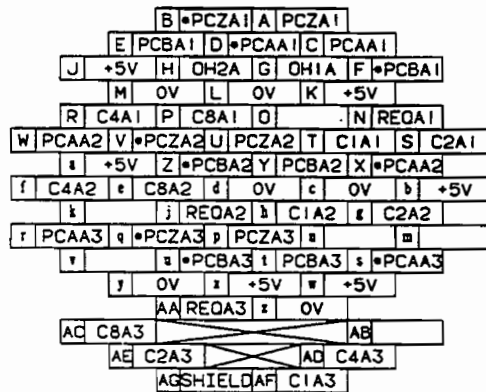 B *PCZA1 A PCZA1
E PCBA1 D *PCAA1 C PCAA1
J +5V H OH2A G OH1A F *PCBA1
M 0V L 0V K +5V
R C4A1 P C8A1 O N REQA1
W PCAA2 V *PCZA2 U PCZA2 T C1A1 S C2A1
a +5V Z *PCBA2 Y PCBA2 X *PCAA2
f C4A2 e C8A2 d 0V c 0V b +5V
k j REQA2 h C1A2 g C2A2
r PCAA3 q *PCZA3 p PCZA3 n m
v u *PCBA3 t PCBA3 s *PCAA3
y 0V x +5V w +5V
AA REQA3 z 0V
AC C8A3 AB
AE C2A3 AD C4A3
AG SHIELD AF C1A3